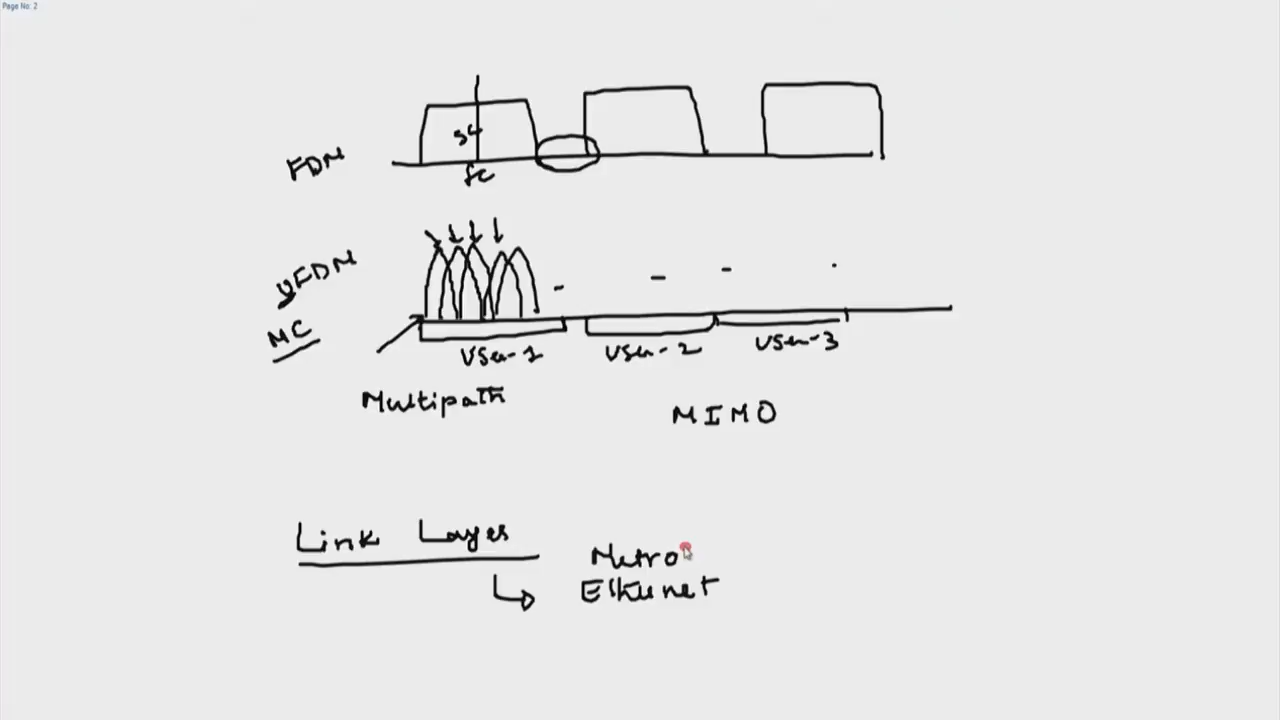 Page No: 2
FDM
sc
fc
OFDM
MC
User-1
User-2
User-3
Multipath
MIMO
Link Layer
Metro
Ethernet